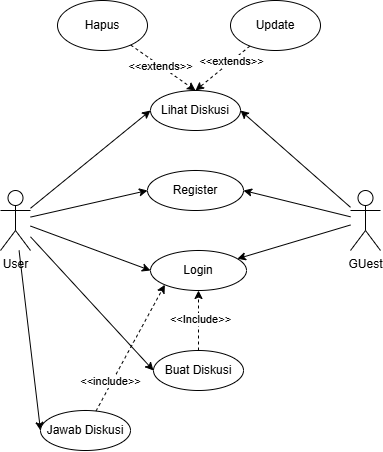 Hapus
Update
<<extends>>
<<extends>>
Lihat Diskusi
Register
User
GUest
Login
<<Include>>
Buat Diskusi
<<include>>
Jawab Diskusi